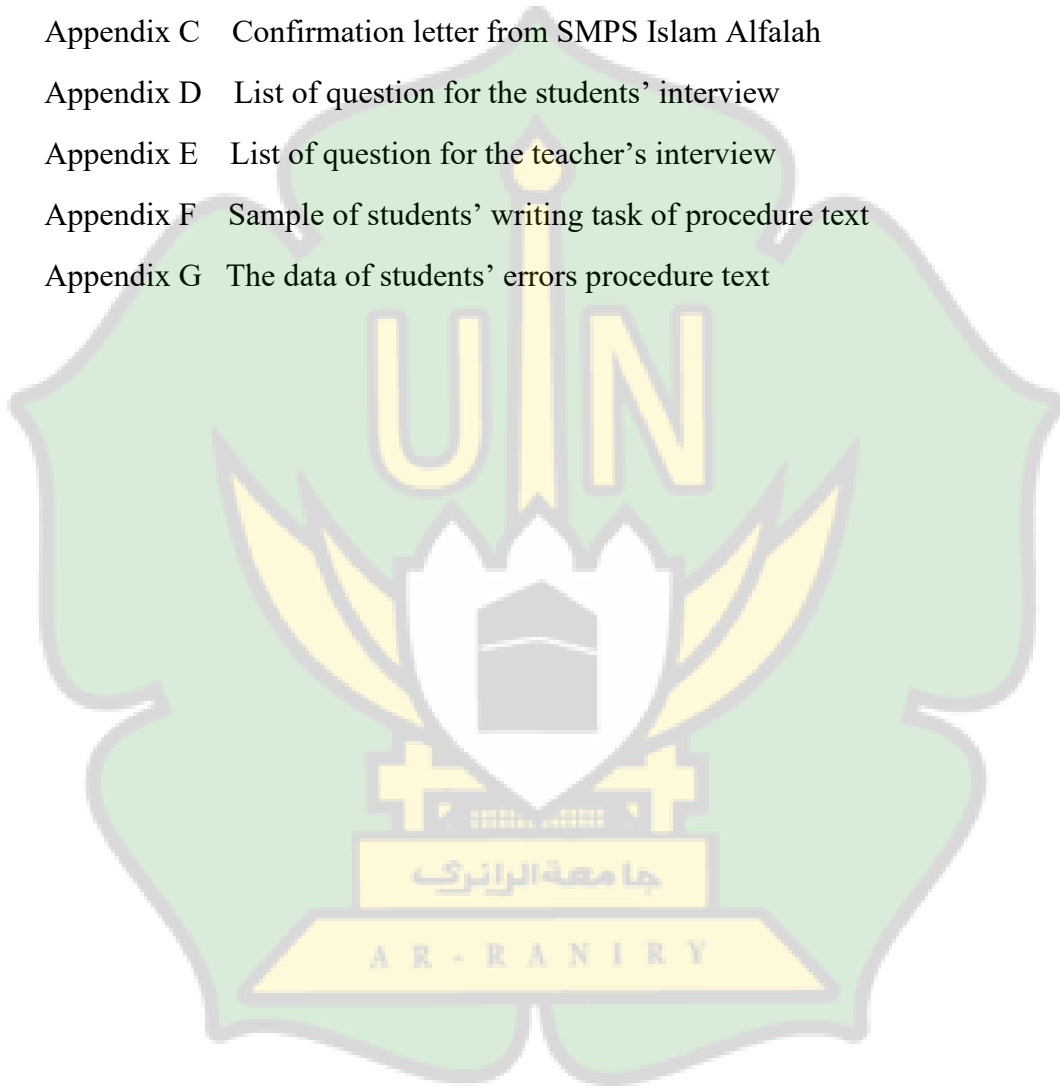 Appendix C Confirmation letter from SMPS Islam Alfalah
Appendix D List of question for the students’ interview
Appendix E List of question for the teacher’s interview
Appendix F Sample of students’ writing task of procedure text
Appendix G The data of students’ errors procedure text
UIN
جامعة الرانري
AR-RANIRY